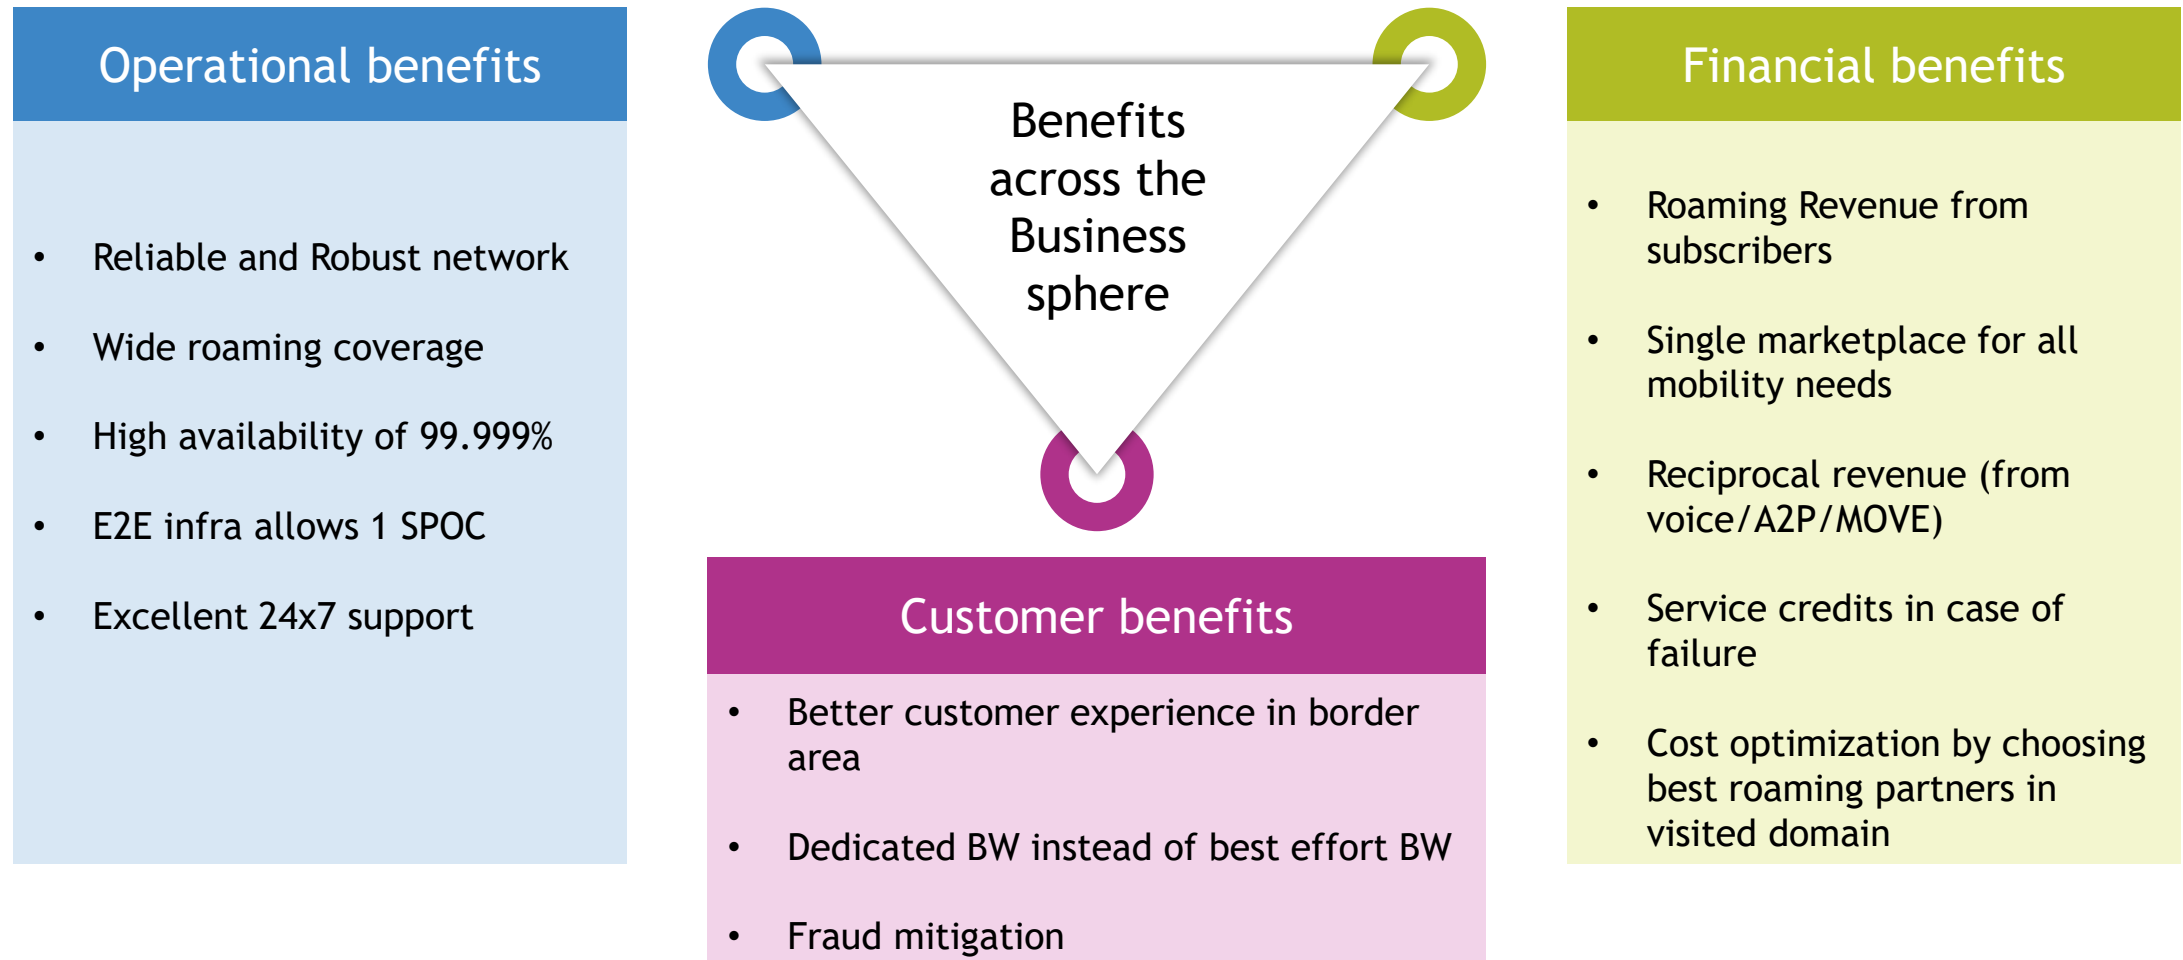 Operational benefits
• Reliable and Robust network
• Wide roaming coverage
• High availability of 99.999%
• E2E infra allows 1 SPOC
• Excellent 24x7 support
Benefits
across the
Business
sphere
Customer benefits
• Better customer experience in border
area
• Dedicated BW instead of best effort BW
• Fraud mitigation
Financial benefits
• Roaming Revenue from
subscribers
• Single marketplace for all
mobility needs
• Reciprocal revenue (from
voice/A2P/MOVE)
• Service credits in case of
failure
• Cost optimization by choosing
best roaming partners in
visited domain